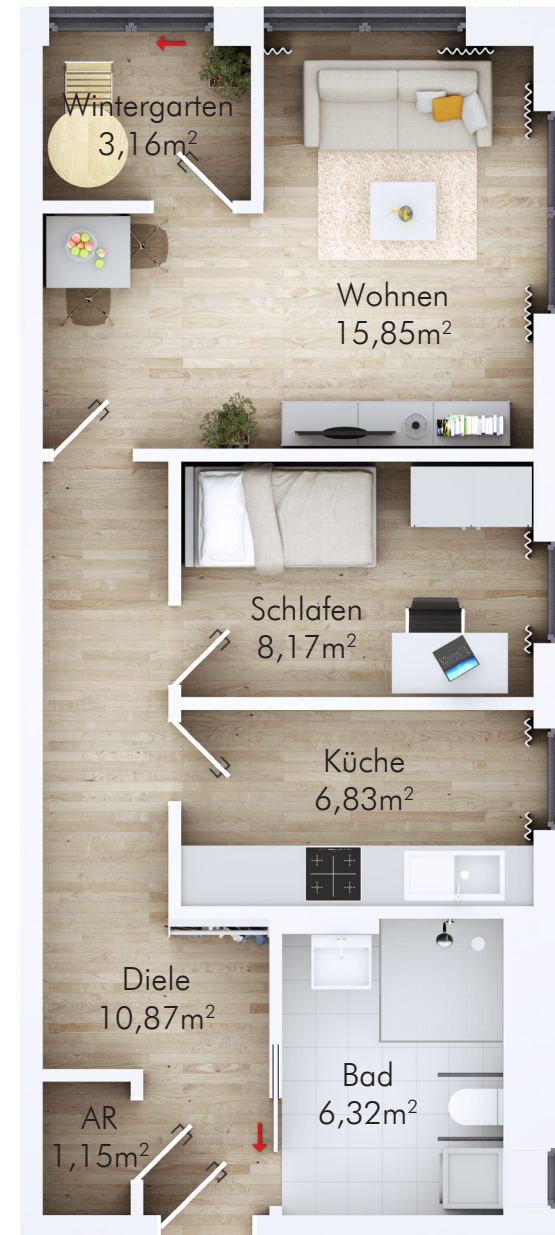 Wintergarten
3,16m²
Wohnen
15,85m²
Schlafen
8,17m²
Küche
6,83m²
Diele
10,87m²
Bad
6,32m²
AR
1,15m²